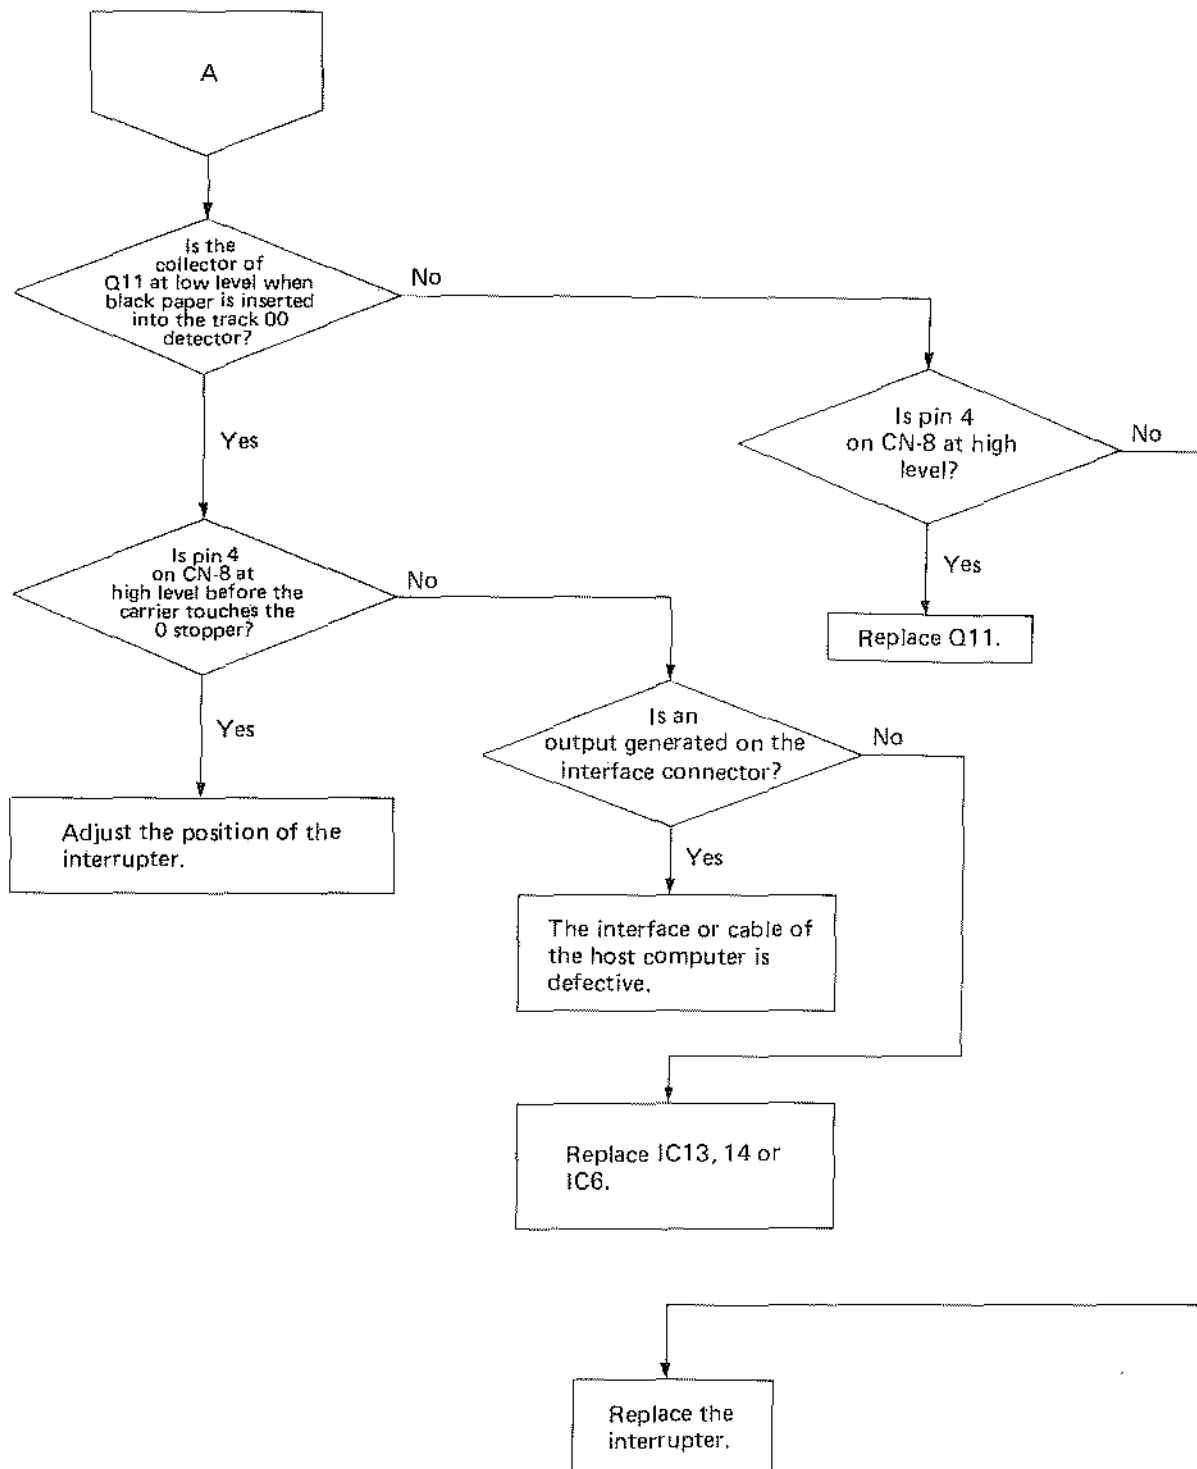 A
Is the
collector of
Q11 at low level when
black paper is inserted
into the track 00
detector?
No
Yes
Is pin 4
on CN-8 at high
level?
No
Yes
Replace Q11.
Is pin 4
on CN-8 at
high level before the
carrier touches the
0 stopper?
No
Yes
Adjust the position of the
interrupter.
Is an
output generated on the
interface connector?
No
Yes
The interface or cable of
the host computer is
defective.
Replace IC13, 14 or
IC6.
Replace the
interrupter.